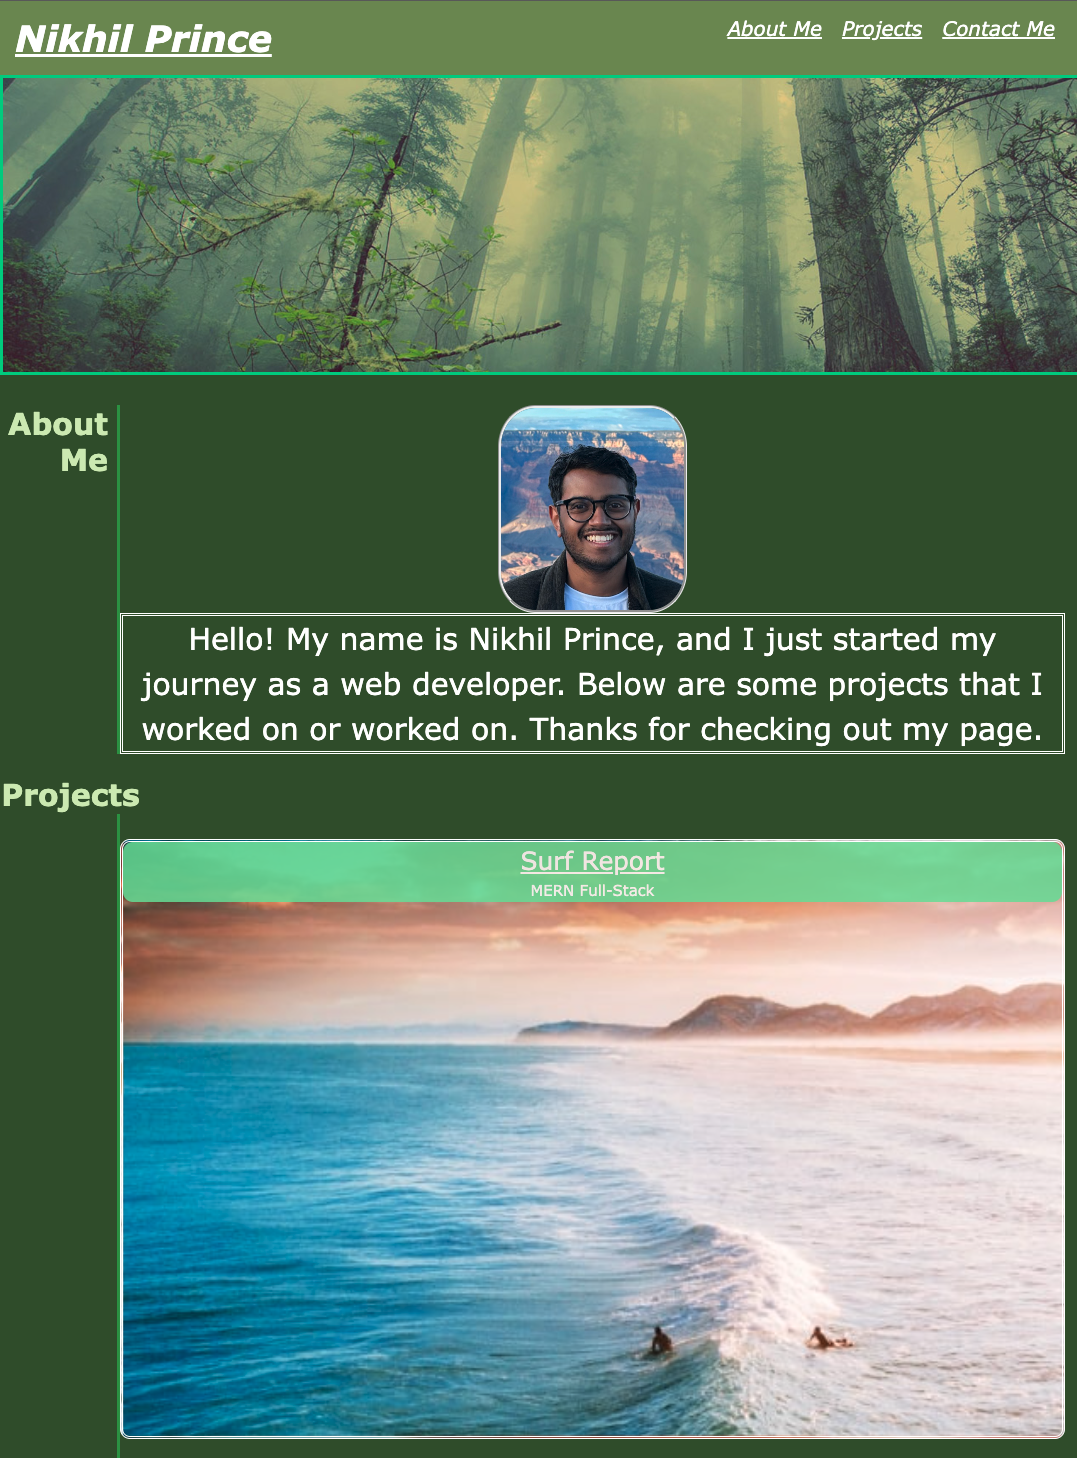 Nikhil Prince
About Me Projects Contact Me
About
Me
Hello! My name is Nikhil Prince, and I just started my
journey as a web developer. Below are some projects that I
worked on or worked on. Thanks for checking out my page.
Projects
Surf Report
MERN Full-Stack